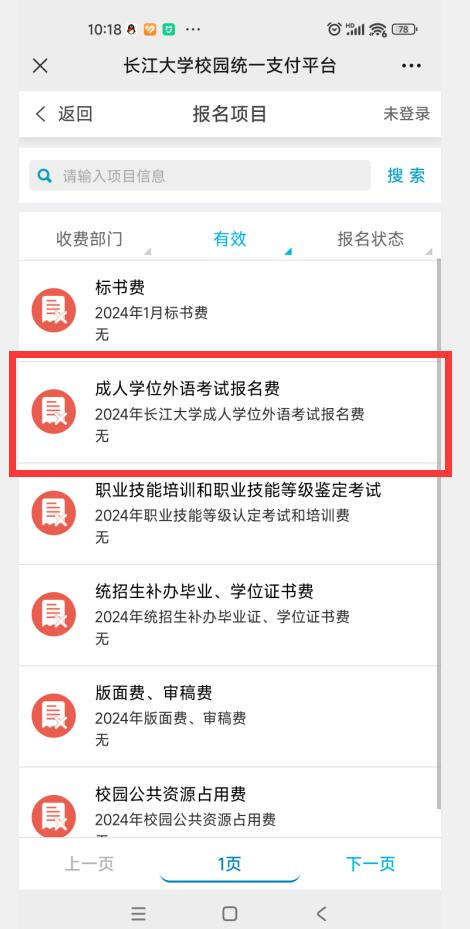 10:18 ... HD 78
长江大学校园统一支付平台
返回 报名项目 未登录
请输入项目信息 搜索
收费部门 有效 报名状态
标书费
2024年1月标书费
无
成人学位外语考试报名费
2024年长江大学成人学位外语考试报名费
无
职业技能培训和职业技能等级鉴定考试
2024年职业技能等级认定考试和培训费
无
统招生补办毕业、学位证书费
2024年统招生补办毕业证、学位证书费
无
版面费、审稿费
2024年版面费、审稿费
无
校园公共资源占用费
2024年校园公共资源占用费
上一页 1页 下一页